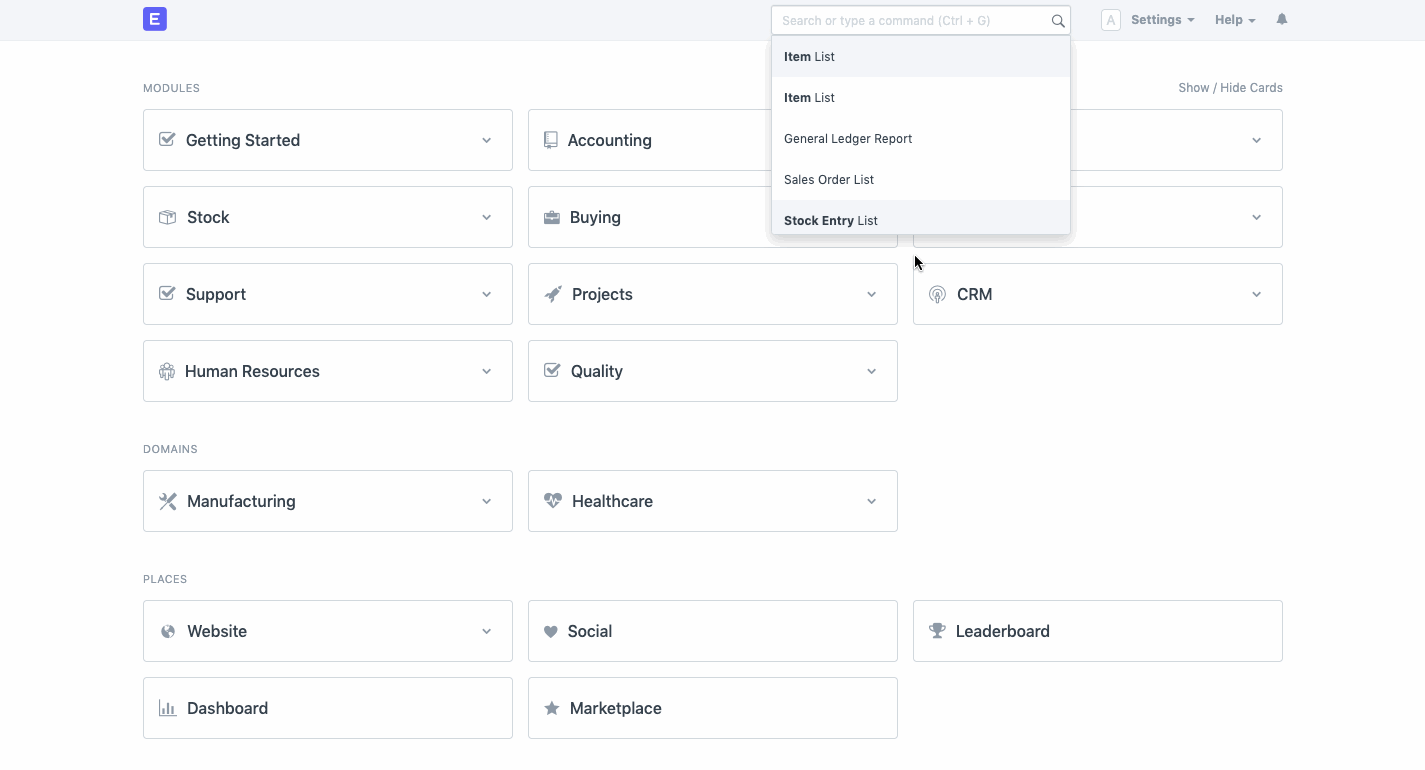 E
Search or type a command (Ctrl + G)
A Settings Help
Item List
Item List
General Ledger Report
Sales Order List
Stock Entry List
MODULES
Show / Hide Cards
Getting Started
Accounting
Stock
Buying
Support
Projects
CRM
Human Resources
Quality
DOMAINS
Manufacturing
Healthcare
PLACES
Website
Social
Leaderboard
Dashboard
Marketplace